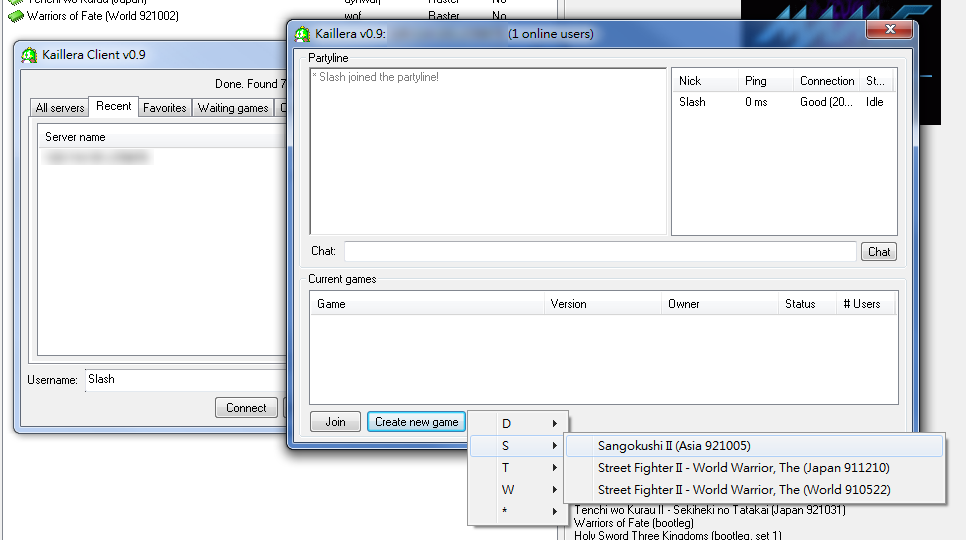 Tenchi wo Kurau (Japan)
dynwar
Raster
No
Warriors of Fate (World 921002)
wof
Raster
No
Kaillera v0.9:
(1 online users)
Kaillera Client v0.9
Partyline
* Slash joined the partyline!
Nick
Ping
Connection
St...
Slash
0 ms
Good (20...
Idle
Done. Found 7
All servers
Recent
Favorites
Waiting games
Server name
Chat:
Chat
Current games
Game
Version
Owner
Status
# Users
Username:
Slash
Connect
Join
Create new game
D
S
T
W
*
Sangokushi II (Asia 921005)
Street Fighter II - World Warrior, The (Japan 911210)
Street Fighter II - World Warrior, The (World 910522)
Tenchi wo Kurau II - Sekiheki no Tatakai (Japan 921031)
Warriors of Fate (bootleg)
Holy Sword Three Kingdoms (bootleg, set 1)